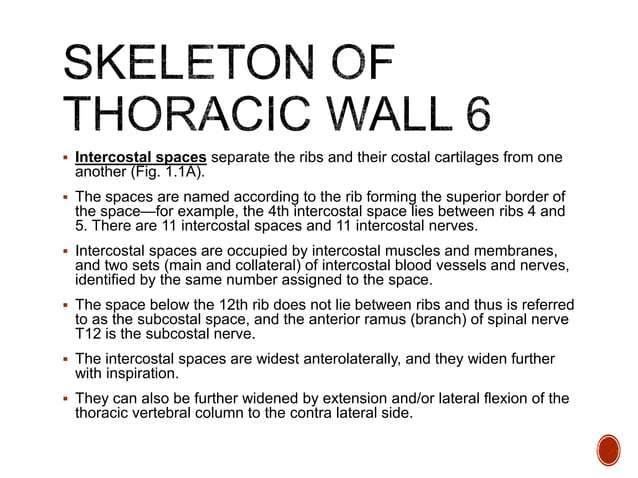 SKELETON OF
THORACIC WALL 6
▪ Intercostal spaces separate the ribs and their costal cartilages from one
another (Fig. 1.1A).
▪ The spaces are named according to the rib forming the superior border of
the space—for example, the 4th intercostal space lies between ribs 4 and
5. There are 11 intercostal spaces and 11 intercostal nerves.
▪ Intercostal spaces are occupied by intercostal muscles and membranes,
and two sets (main and collateral) of intercostal blood vessels and nerves,
identified by the same number assigned to the space.
▪ The space below the 12th rib does not lie between ribs and thus is referred
to as the subcostal space, and the anterior ramus (branch) of spinal nerve
T12 is the subcostal nerve.
▪ The intercostal spaces are widest anterolaterally, and they widen further
with inspiration.
▪ They can also be further widened by extension and/or lateral flexion of the
thoracic vertebral column to the contra lateral side.